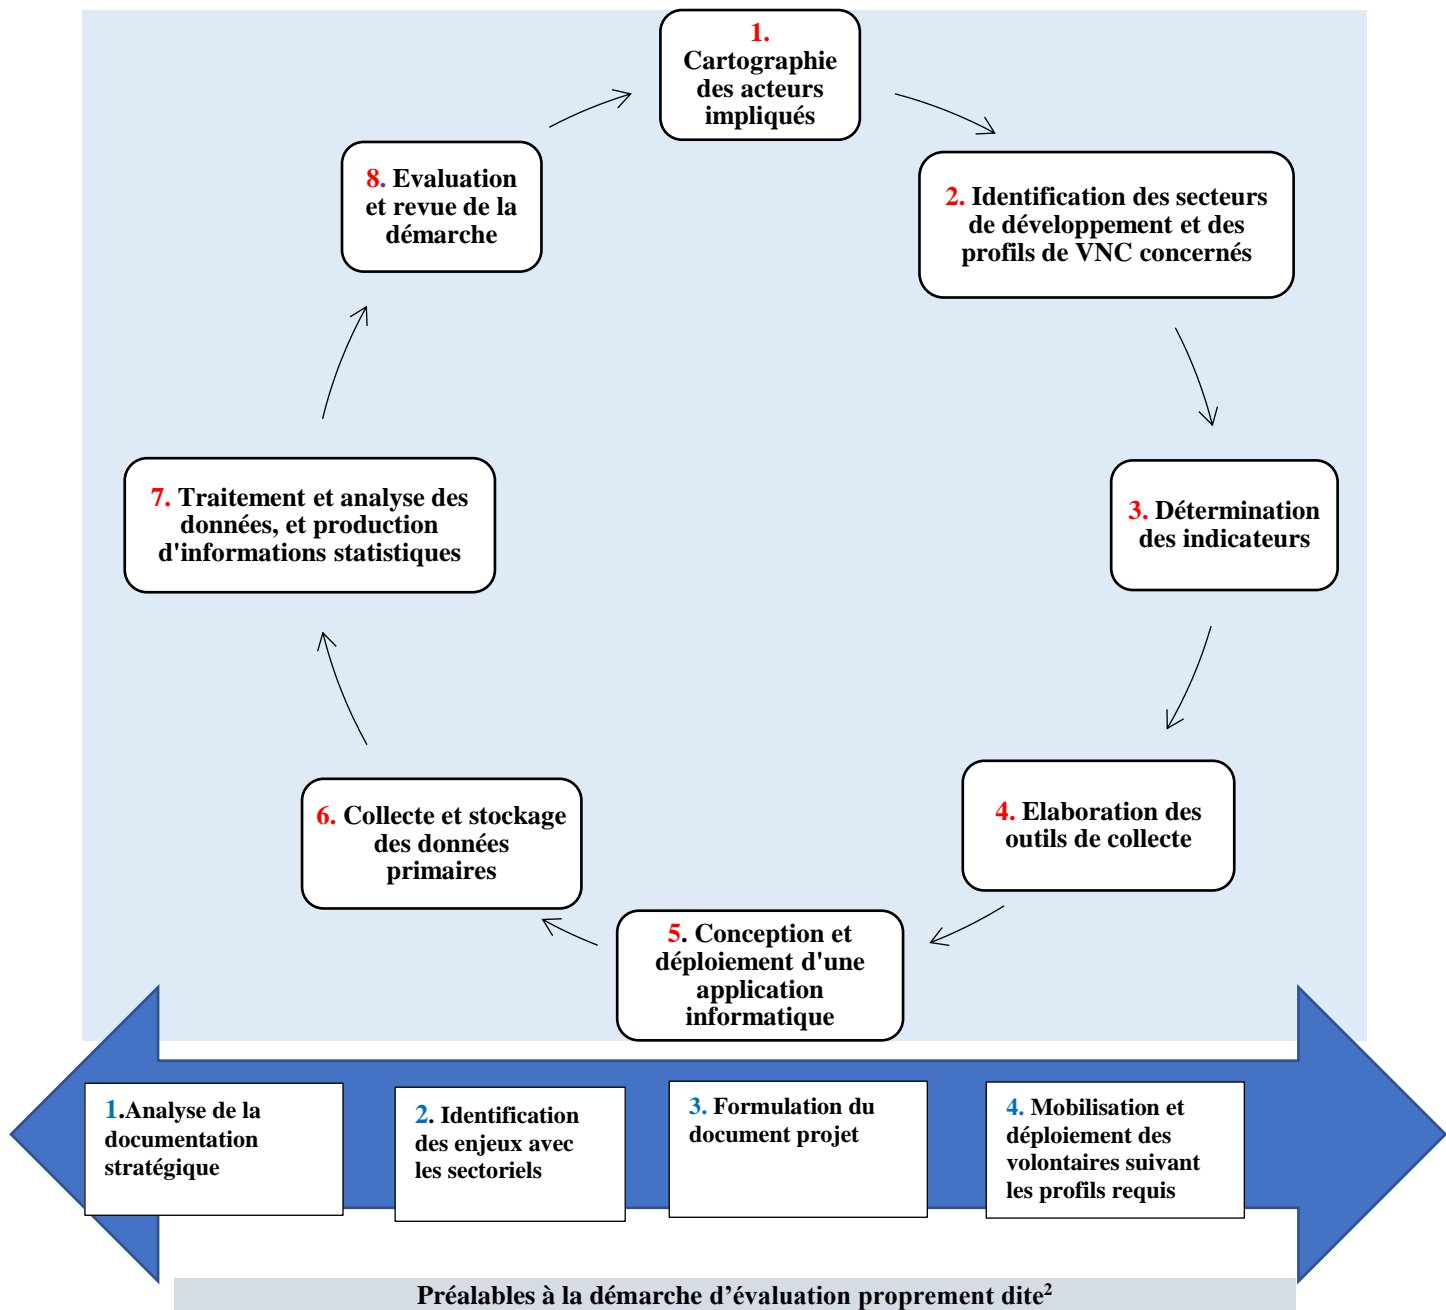 1.
Cartographie
des acteurs
impliqués
2. Identification des secteurs
de développement et des
profils de VNC concernés
3. Détermination
des indicateurs
4. Elaboration des
outils de collecte
5. Conception et
déploiement d'une
application
informatique
6. Collecte et stockage
des données
primaires
7. Traitement et analyse des
données, et production
d'informations statistiques
8. Evaluation
et revue de la
démarche
1.Analyse de la
documentation
stratégique
2. Identification
des enjeux avec
les sectoriels
3. Formulation du
document projet
4. Mobilisation et
déploiement des
volontaires suivant
les profils requis
Préalables à la démarche d’évaluation proprement dite²